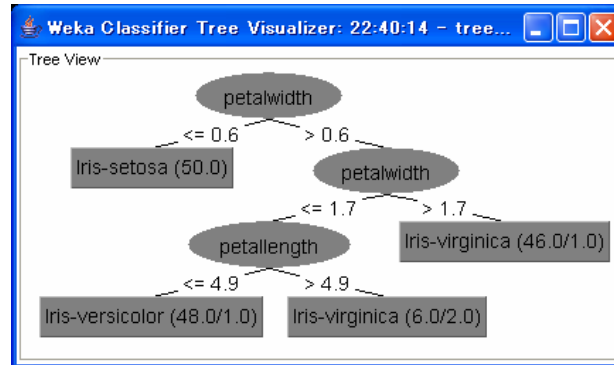 Weka Classifier Tree Visualizer: 22:40:14 - tree...
Tree View
petalwidth
<= 0.6
> 0.6
Iris-setosa (50.0)
petalwidth
<= 1.7
> 1.7
petallength
Iris-virginica (46.0/1.0)
<= 4.9
> 4.9
Iris-versicolor (48.0/1.0)
Iris-virginica (6.0/2.0)